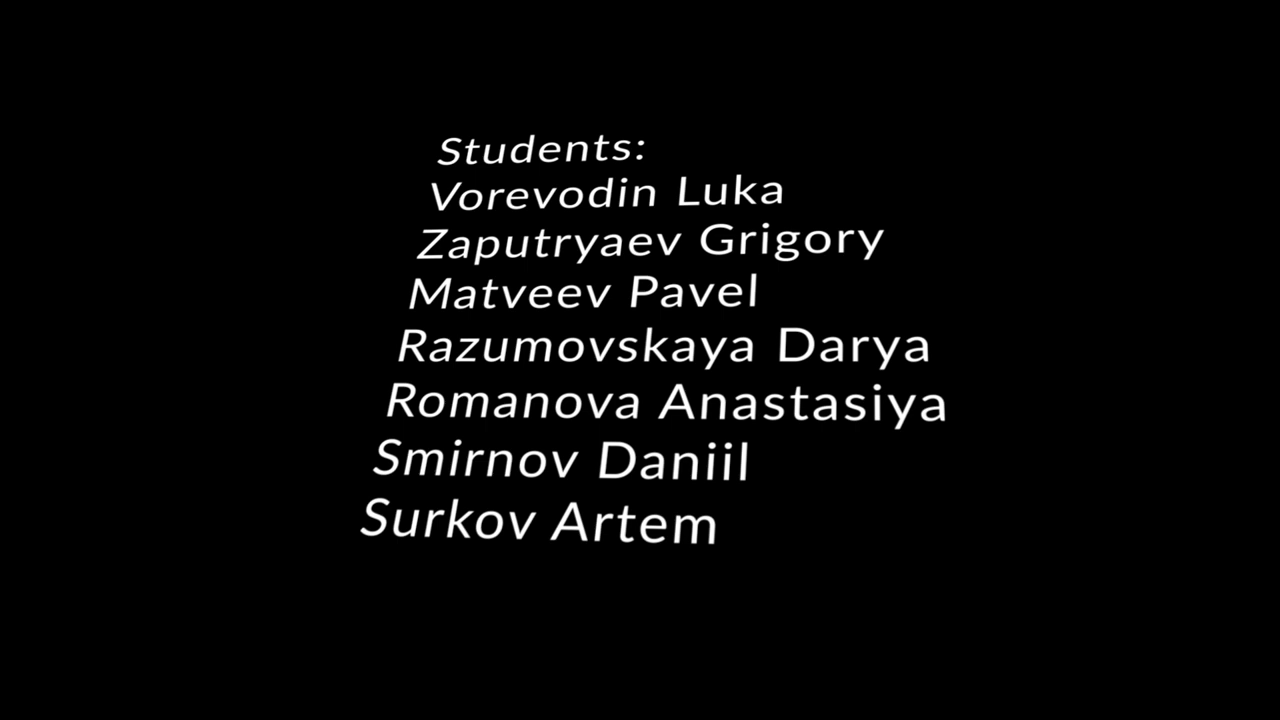 Students:
Vorevodin Luka
Zaputryaev Grigory
Matveev Pavel
Razumovskaya Darya
Romanova Anastasiya
Smirnov Daniil
Surkov Artem